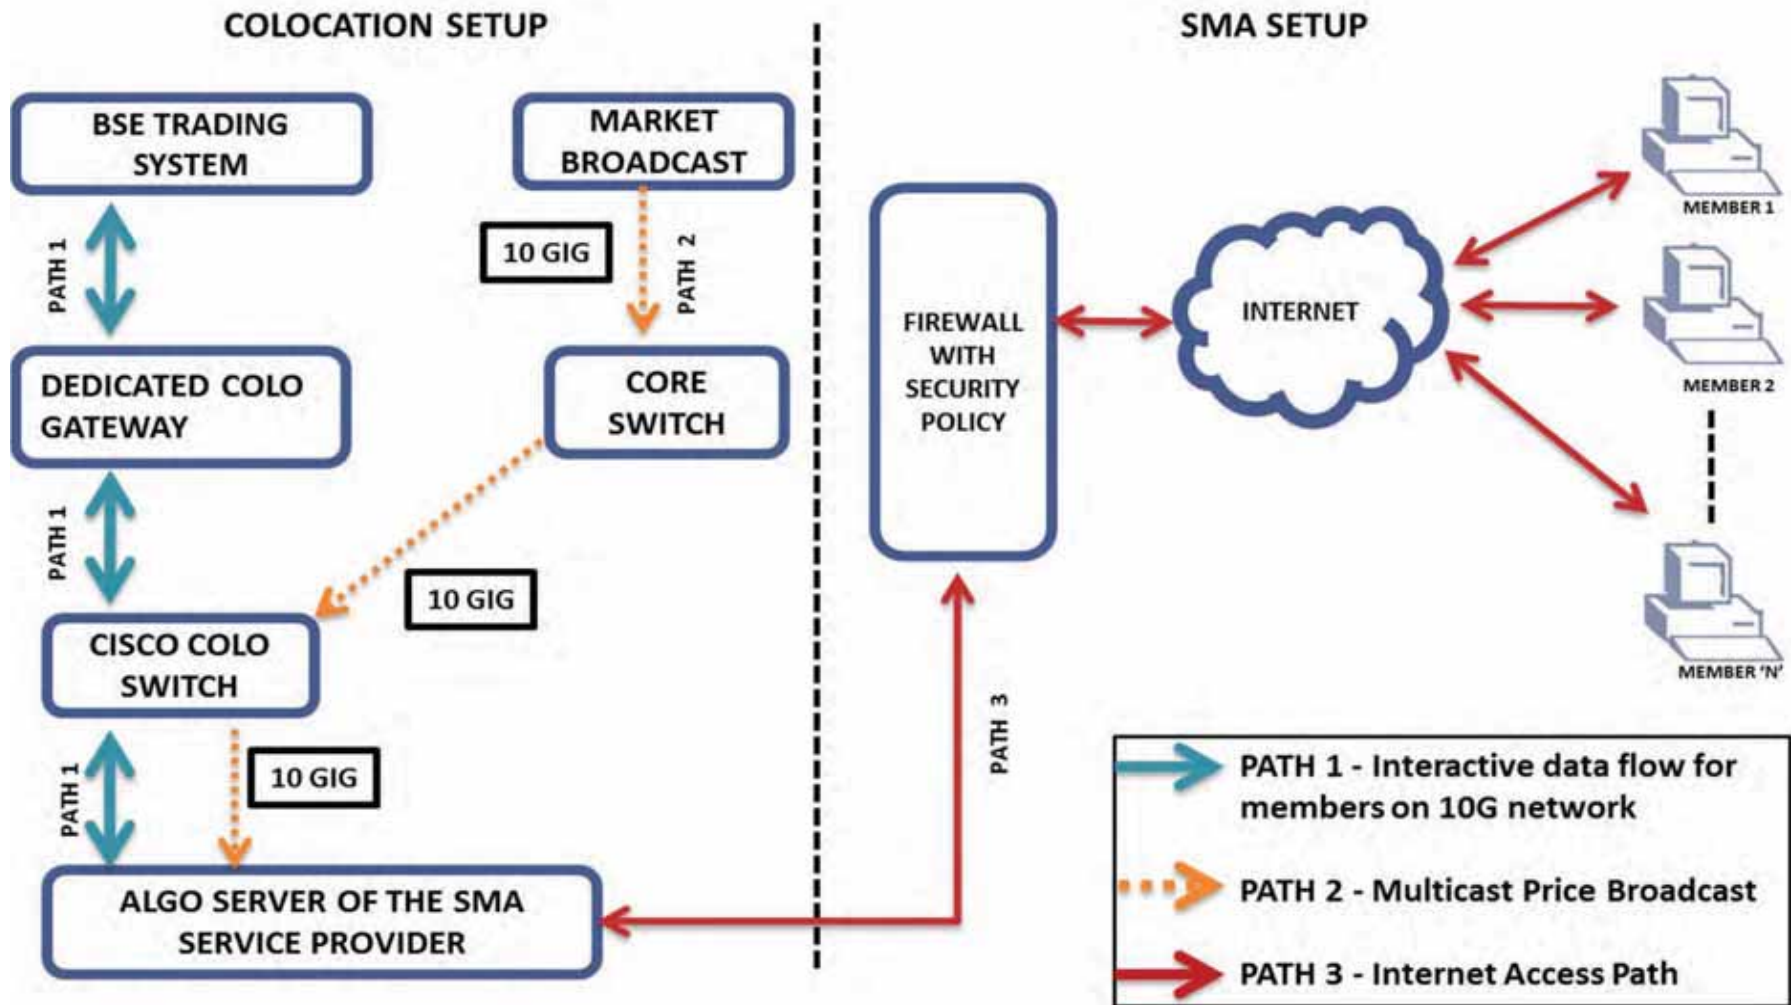 COLOCATION SETUP
SMA SETUP
BSE TRADING
SYSTEM
MARKET
BROADCAST
PATH 1
10 GIG
PATH 2
DEDICATED COLO
GATEWAY
CORE
SWITCH
PATH 1
10 GIG
CISCO COLO
SWITCH
PATH 1
10 GIG
ALGO SERVER OF THE SMA
SERVICE PROVIDER
FIREWALL
WITH
SECURITY
POLICY
INTERNET
MEMBER 1
MEMBER 2
MEMBER 'N'
PATH 3
PATH 1 - Interactive data flow for
members on 10G network
PATH 2 - Multicast Price Broadcast
PATH 3 - Internet Access Path